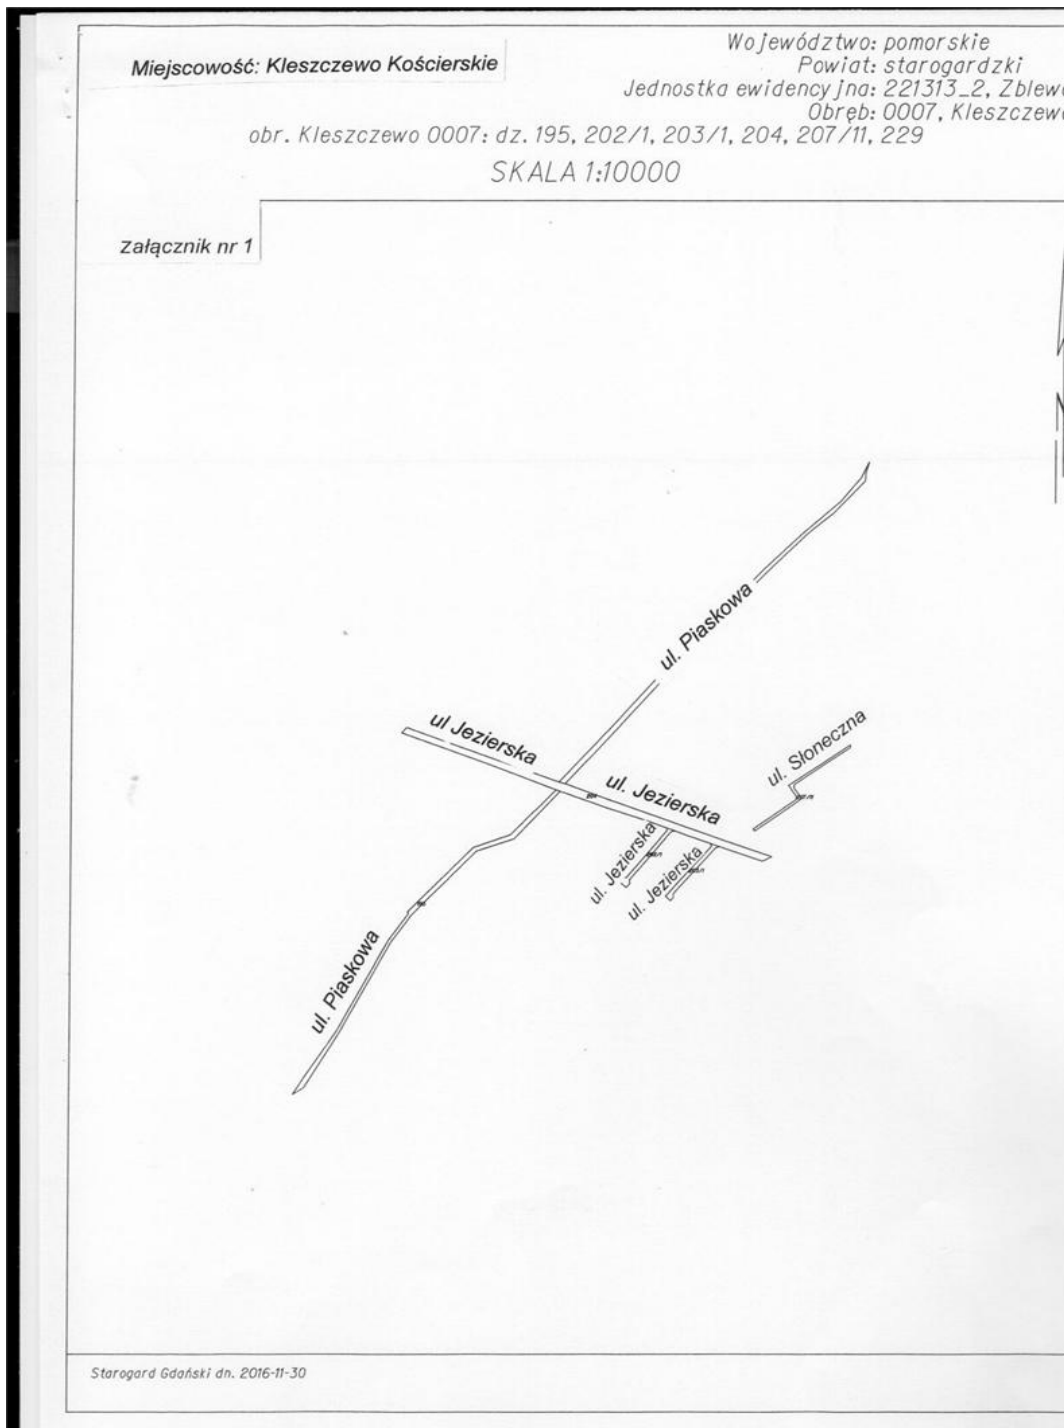 Miejscowość: Kleszczewo Kościerskie
Województwo: pomorskie
Powiat: starogardzki
Jednostka ewidencyjna: 221313_2, Zblewo
Obręb: 0007, Kleszczewo
obr. Kleszczewo 0007: dz. 195, 202/1, 203/1, 204, 207/11, 229
SKALA 1:10000
Załącznik nr 1
ul. Piaskowa
ul Jezierska
ul. Słoneczna
ul. Jezierska
ul. Jezierska
ul. Jezierska
ul. Piaskowa
Starogard Gdański dn. 2016-11-30